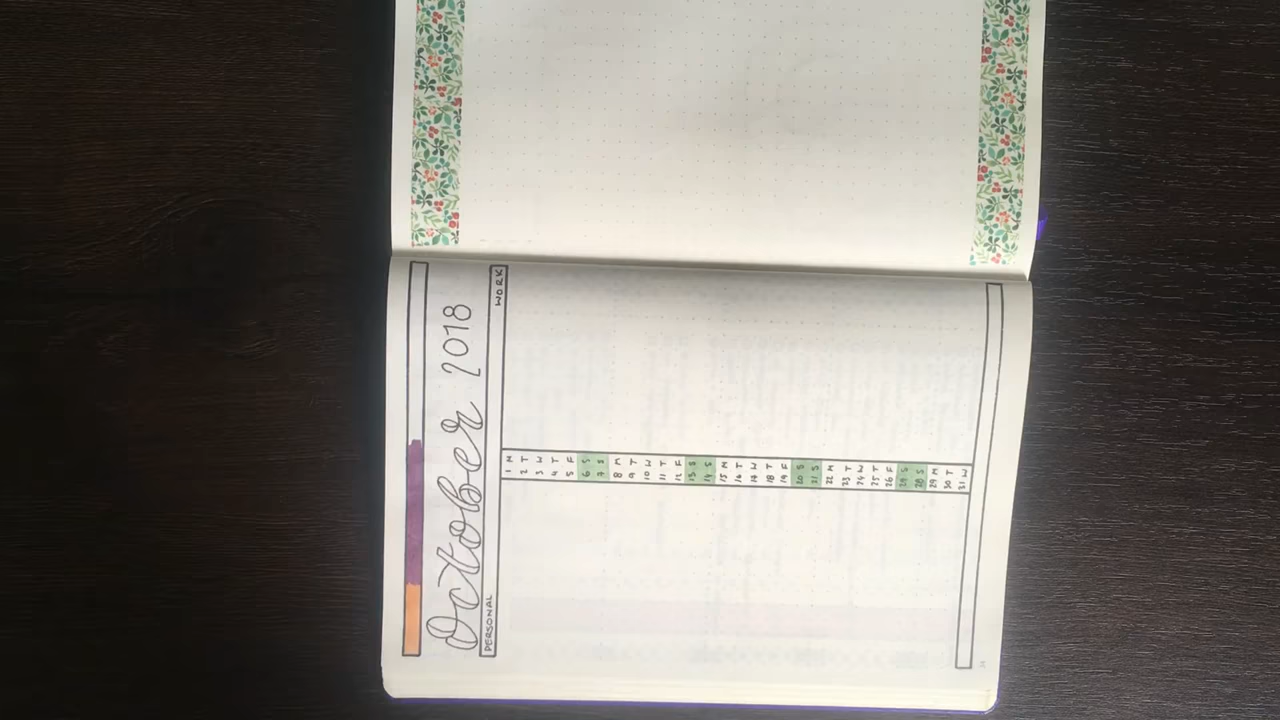 October 2018
PERSONAL WORK
1 M
2 T
3 W
4 T
5 F
6 S
7 S
8 M
9 T
10 W
11 T
12 F
13 S
14 S
15 M
16 T
17 W
18 T
19 F
20 S
21 S
22 M
23 T
24 W
25 T
26 F
27 S
28 S
29 M
30 T
31 W